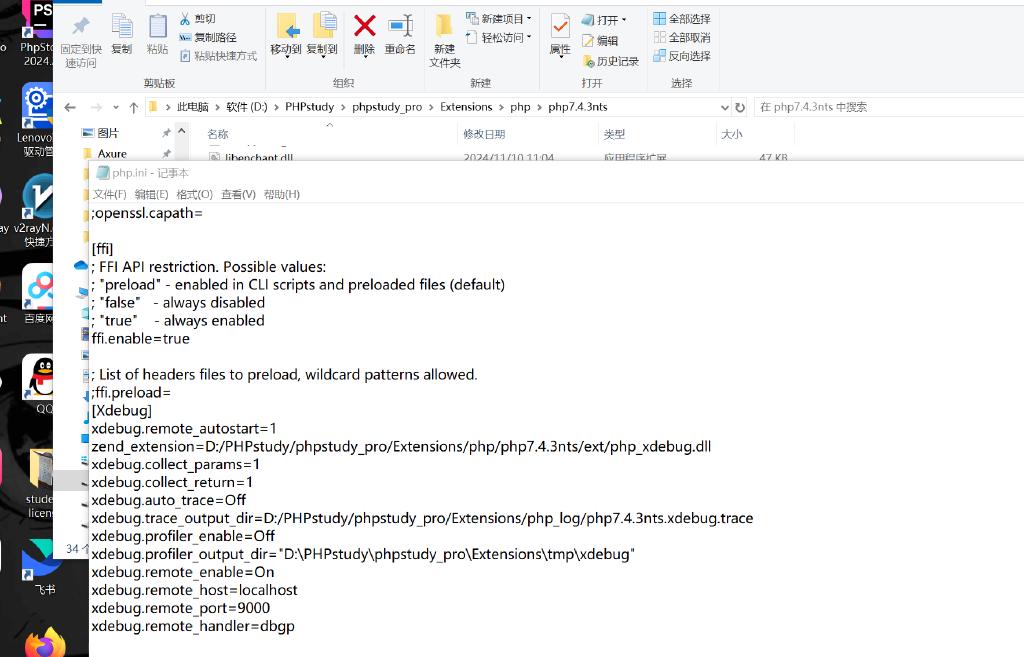 PS
PhpSto
2024.
Lenovo
驱动管
v2rayN.
快捷方
百度网
QQ
stude
licens
飞书
固定到快
速访问
复制
粘贴
剪切
复制路径
粘贴快捷方式
剪贴板
移动到
复制到
删除
重命名
组织
新建
文件夹
新建项目
轻松访问
新建
属性
打开
编辑
历史记录
打开
全部选择
全部取消
反向选择
选择
此电脑 > 软件 (D:) > PHPstudy > phpstudy_pro > Extensions > php > php7.4.3nts
在 php7.4.3nts 中搜索
图片
Axure
名称 修改日期 类型 大小
libenchant.dll 2024/11/10 11:04 应用程序扩展 47 KB
34 个
php.ini - 记事本
文件(F) 编辑(E) 格式(O) 查看(V) 帮助(H)
;openssl.capath=
[ffi]
; FFI API restriction. Possible values:
; "preload" - enabled in CLI scripts and preloaded files (default)
; "false" - always disabled
; "true" - always enabled
ffi.enable=true
; List of headers files to preload, wildcard patterns allowed.
;ffi.preload=
[Xdebug]
xdebug.remote_autostart=1
zend_extension=D:/PHPstudy/phpstudy_pro/Extensions/php/php7.4.3nts/ext/php_xdebug.dll
xdebug.collect_params=1
xdebug.collect_return=1
xdebug.auto_trace=Off
xdebug.trace_output_dir=D:/PHPstudy/phpstudy_pro/Extensions/php_log/php7.4.3nts.xdebug.trace
xdebug.profiler_enable=Off
xdebug.profiler_output_dir="D:\PHPstudy\phpstudy_pro\Extensions\tmp\xdebug"
xdebug.remote_enable=On
xdebug.remote_host=localhost
xdebug.remote_port=9000
xdebug.remote_handler=dbgp